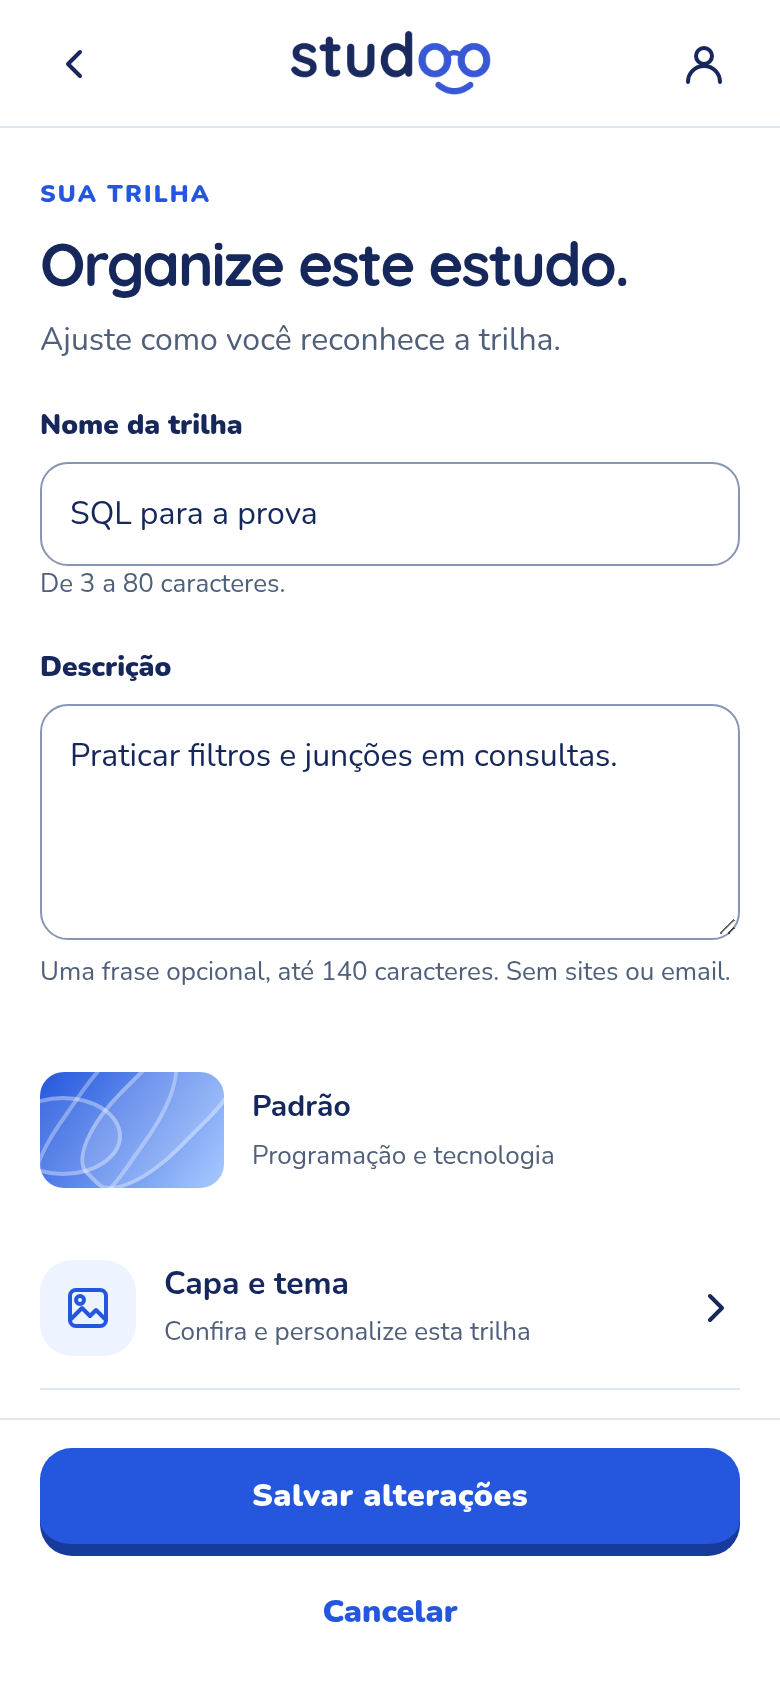 studoo
SUA TRILHA
Organize este estudo.
Ajuste como você reconhece a trilha.
Nome da trilha
SQL para a prova
De 3 a 80 caracteres.
Descrição
Praticar filtros e junções em consultas.
Uma frase opcional, até 140 caracteres. Sem sites ou email.
Padrão
Programação e tecnologia
Capa e tema
Confira e personalize esta trilha
Salvar alterações
Cancelar